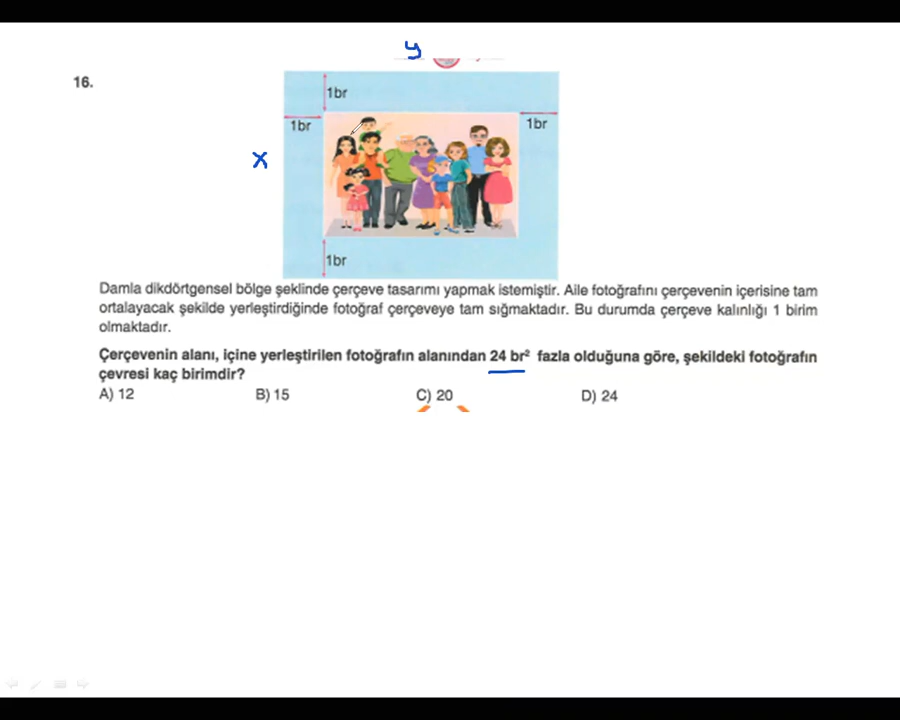 y
16.
1br
1br
1br
x
1br
Damla dikdörtgensel bölge şeklinde çerçeve tasarımı yapmak istemiştir. Aile fotoğrafını çerçevenin içerisine tam
ortalayacak şekilde yerleştirdiğinde fotoğraf çerçeveye tam sığmaktadır. Bu durumda çerçeve kalınlığı 1 birim
olmaktadır.
Çerçevenin alanı, içine yerleştirilen fotoğrafın alanından 24 br² fazla olduğuna göre, şekildeki fotoğrafın
çevresi kaç birimdir?
A) 12 B) 15 C) 20 D) 24